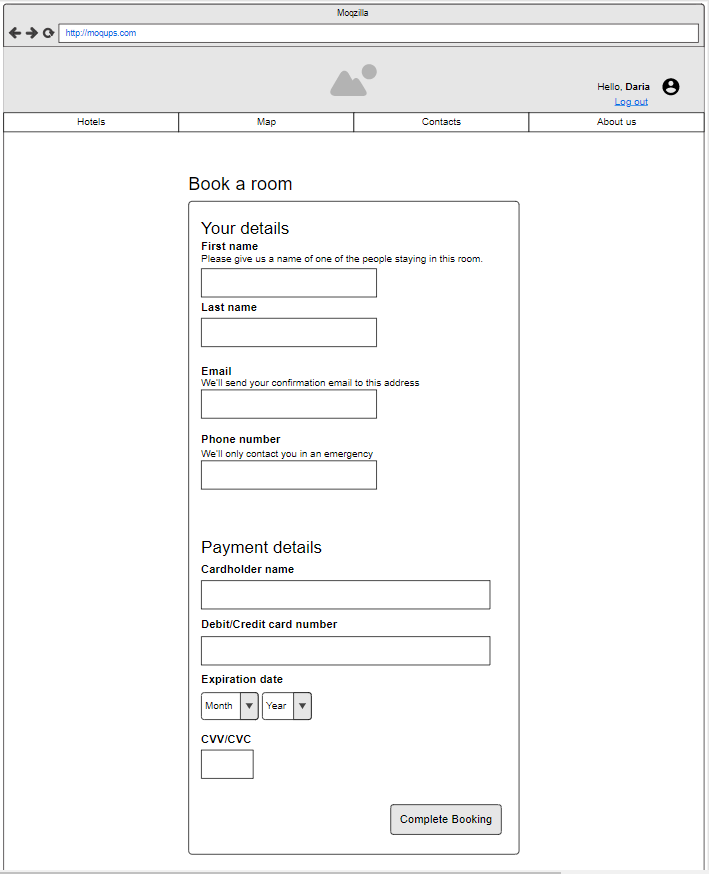 Moqzilla
http://moqups.com
Hello, Daria
Log out
Hotels
Map
Contacts
About us
Book a room
Your details
First name
Please give us a name of one of the people staying in this room.
Last name
Email
We'll send your confirmation email to this address
Phone number
We'll only contact you in an emergency
Payment details
Cardholder name
Debit/Credit card number
Expiration date
Month
Year
CVV/CVC
Complete Booking